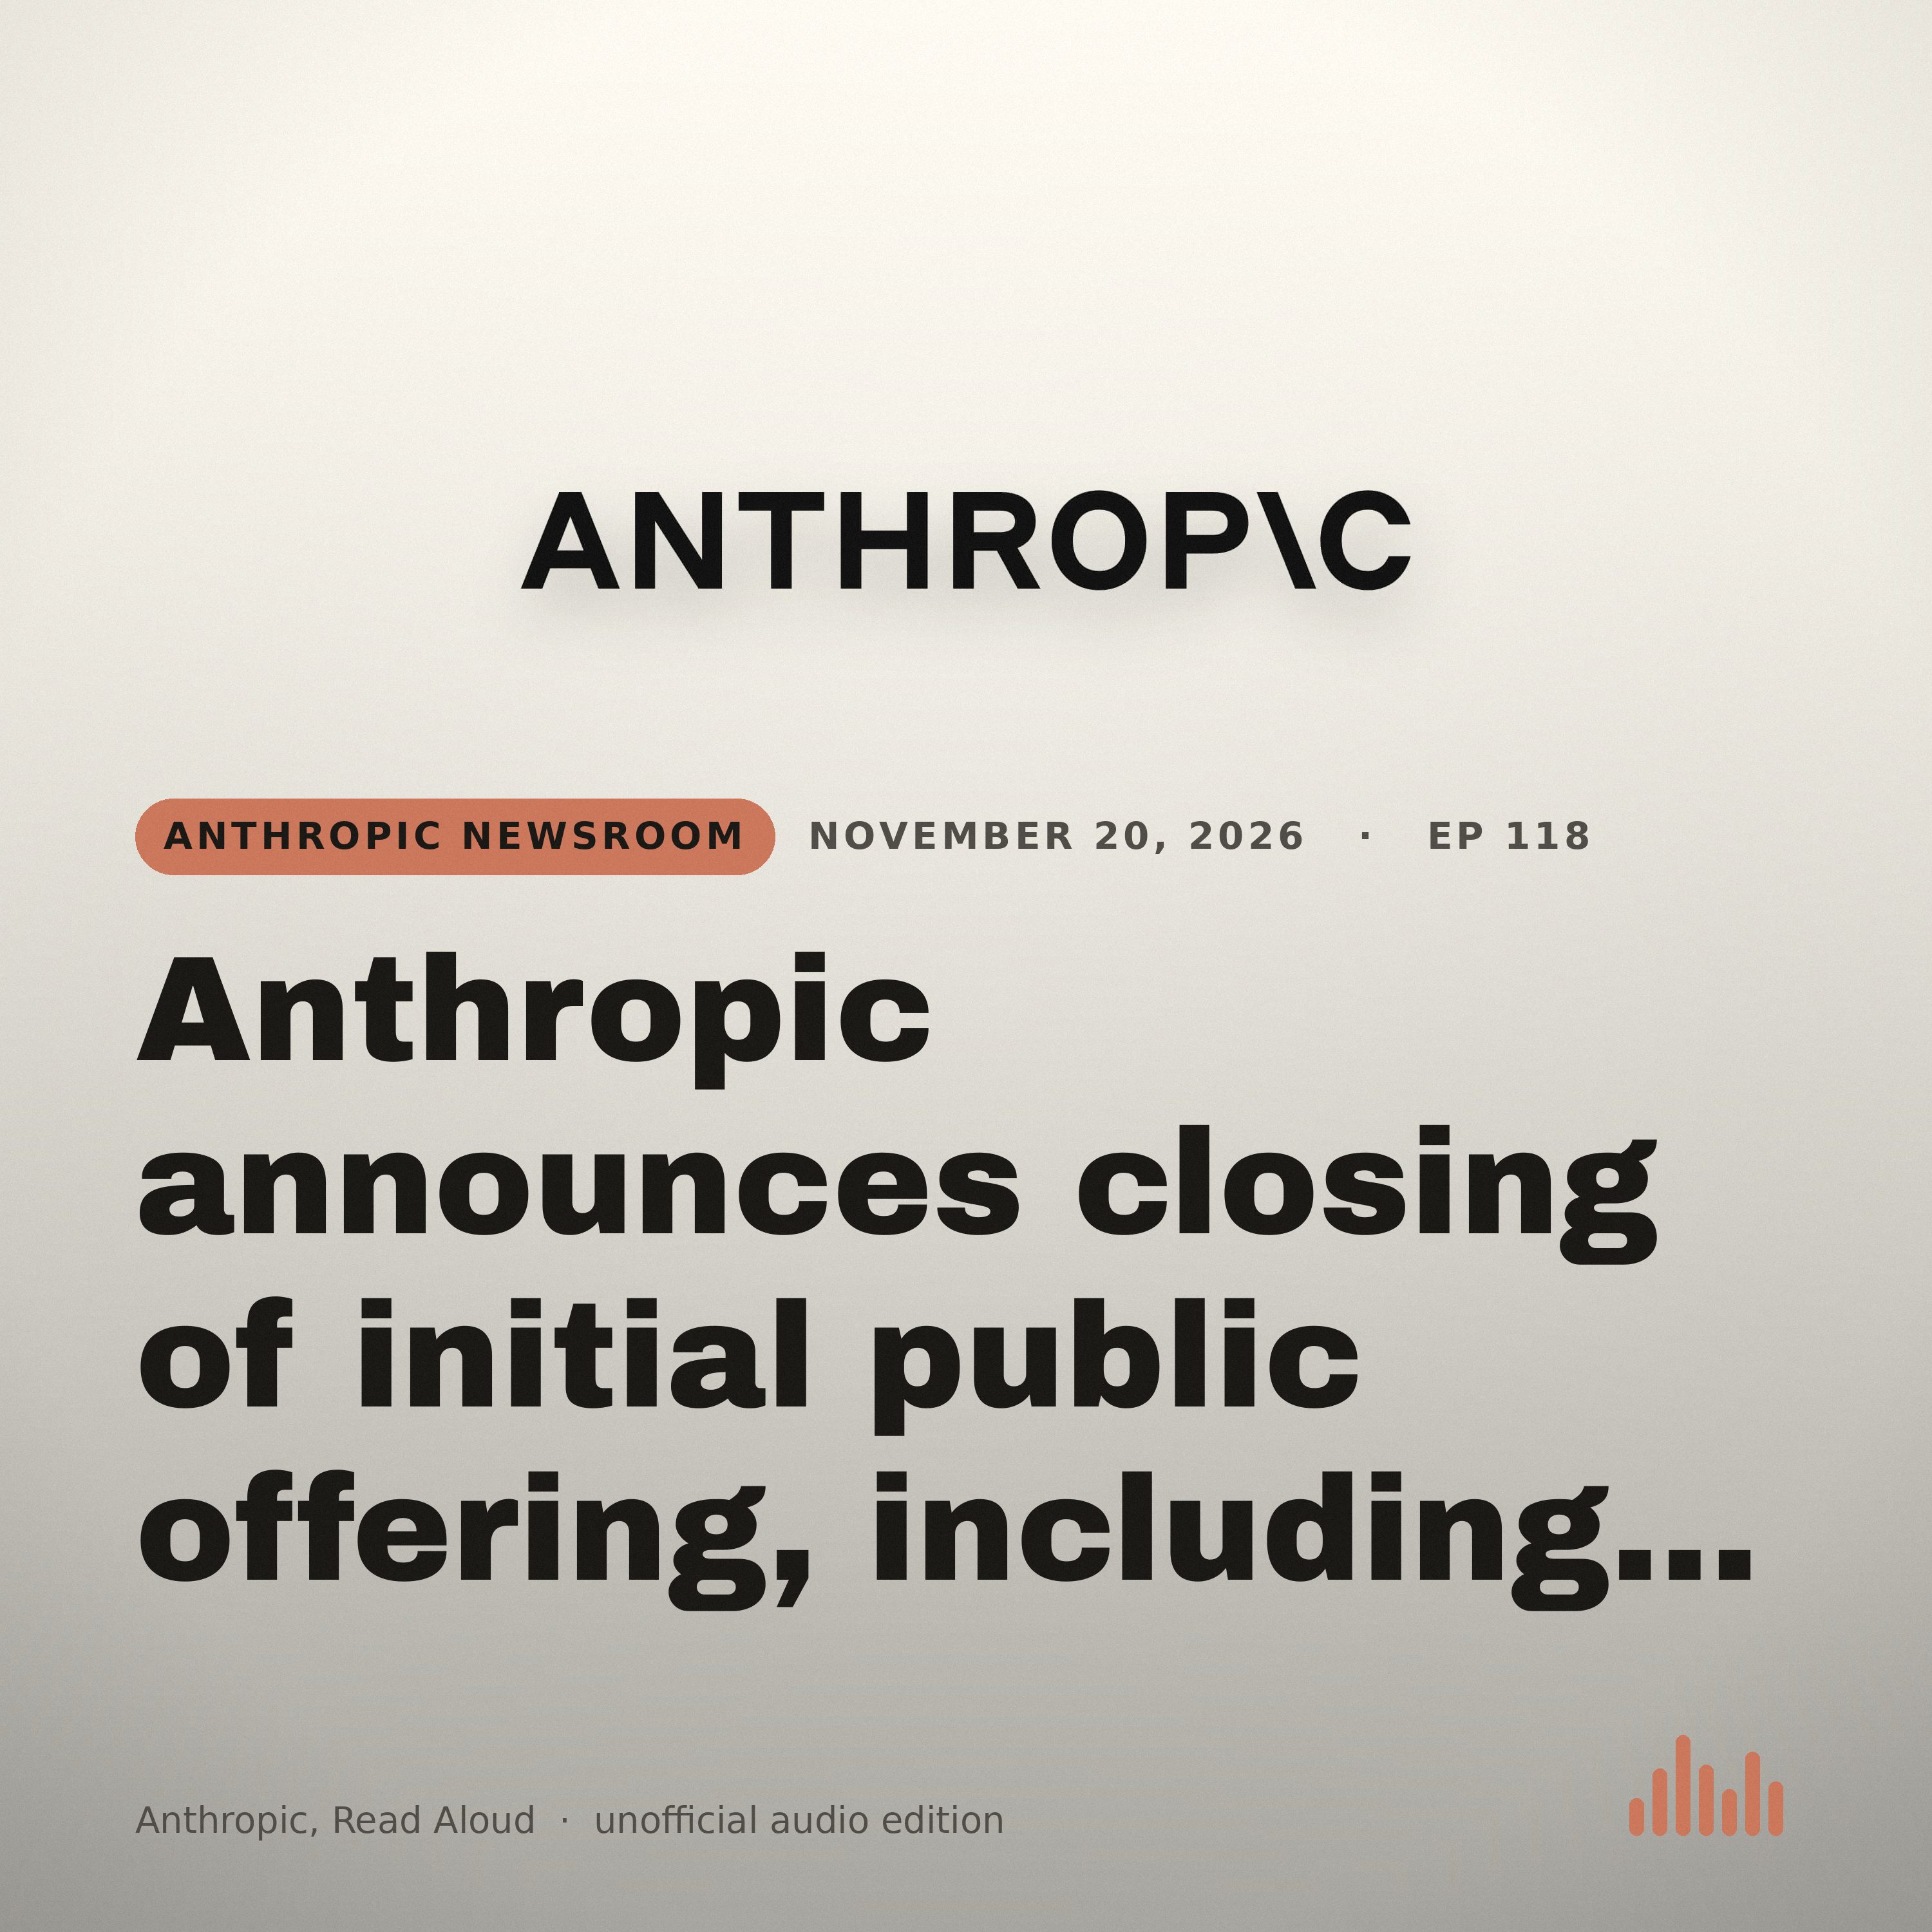 ANTHROP\C
ANTHROPIC NEWSROOM NOVEMBER 20, 2026 · EP 118
Anthropic
announces closing
of initial public
offering, including...
Anthropic, Read Aloud · unofficial audio edition